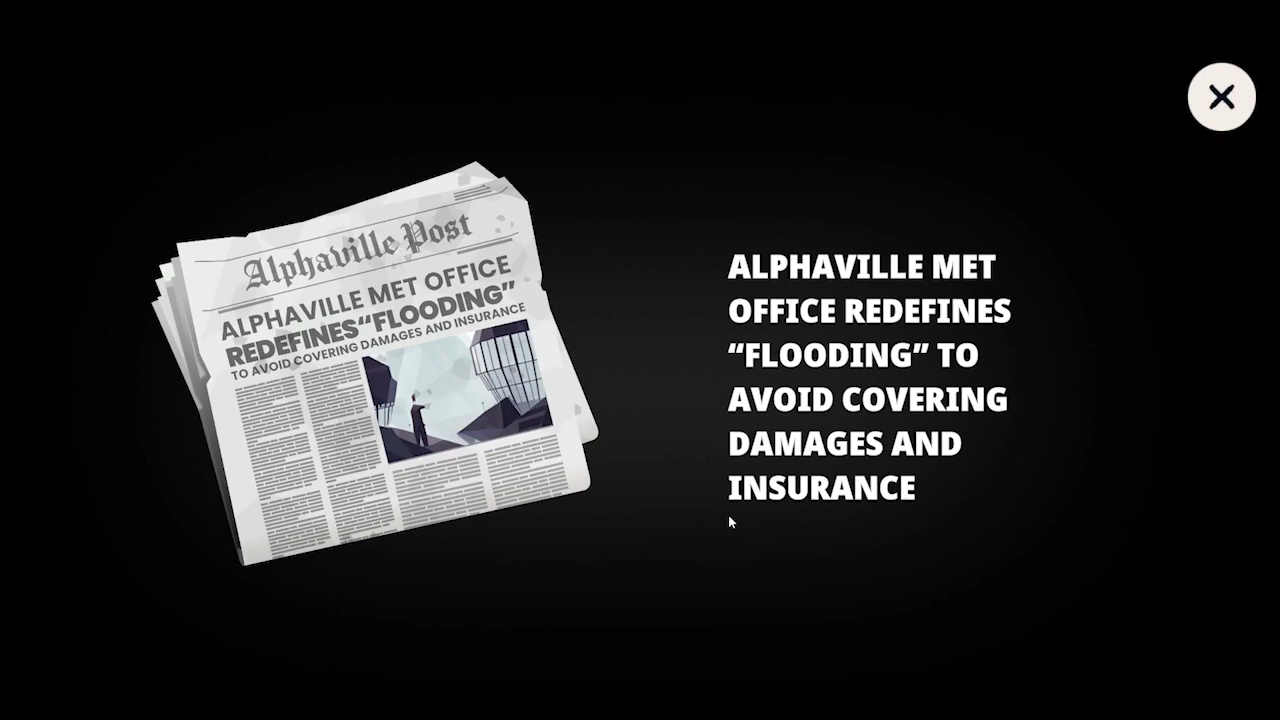 Alphaville Post
ALPHAVILLE MET OFFICE
REDEFINES“FLOODING”
TO AVOID COVERING DAMAGES AND INSURANCE
ALPHAVILLE MET
OFFICE REDEFINES
“FLOODING” TO
AVOID COVERING
DAMAGES AND
INSURANCE